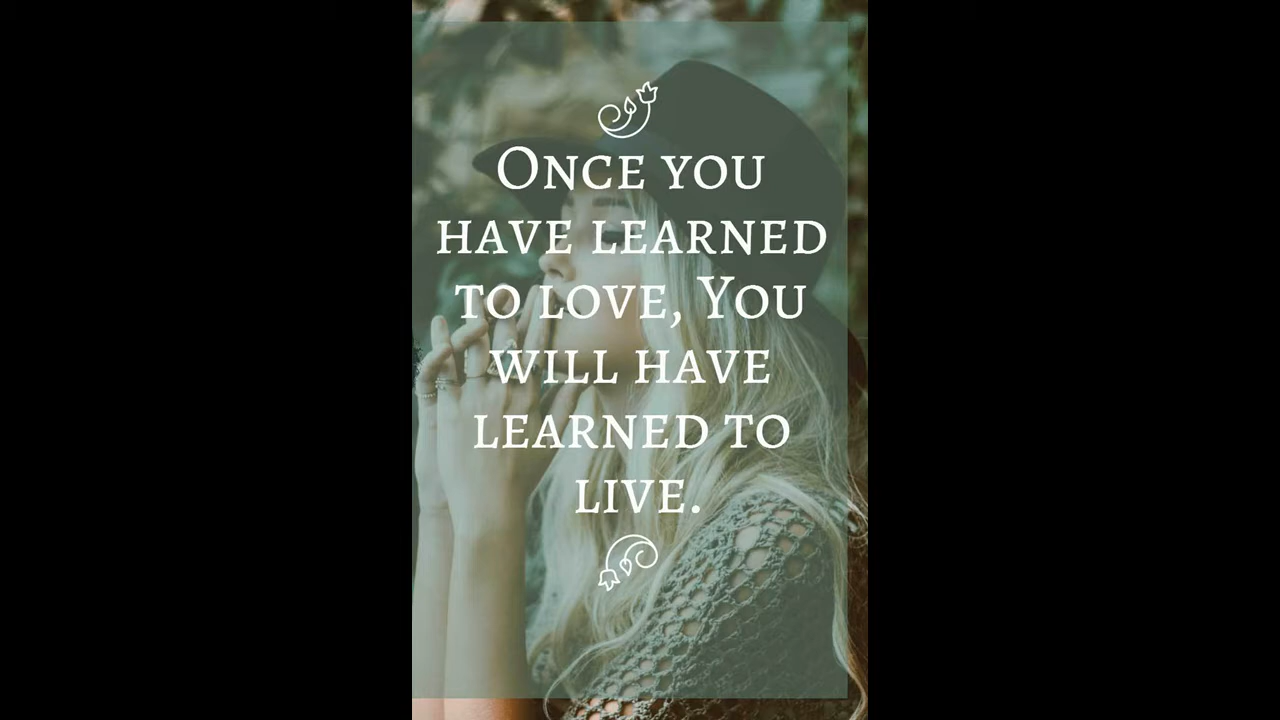 Once you
have learned
to love, You
will have
learned to
live.